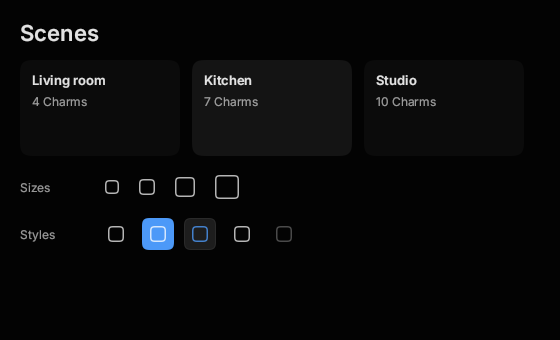 Scenes
Living room
4 Charms
Kitchen
7 Charms
Studio
10 Charms
Sizes
Styles